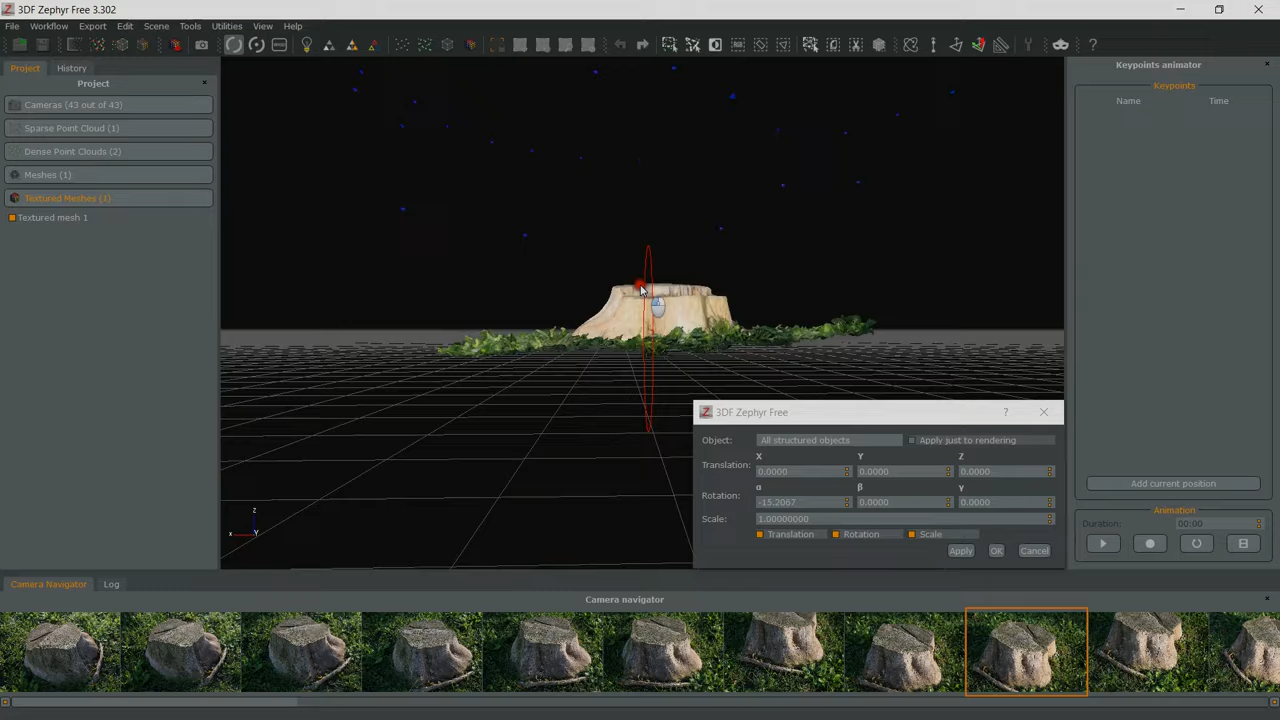 3DF Zephyr Free 3.302
File Workflow Export Edit Scene Tools Utilities View Help
Project History
Project
Cameras (43 out of 43)
Sparse Point Cloud (1)
Dense Point Clouds (2)
Meshes (1)
Textured Meshes (1)
Textured mesh 1
z
x
Y
Keypoints animator
Keypoints
Name Time
3DF Zephyr Free
Object: All structured objects Apply just to rendering
X Y Z
Translation: 0.0000 0.0000 0.0000
α β γ
Rotation: -15.2067 0.0000 0.0000
Scale: 1.00000000
Translation Rotation Scale
Apply OK Cancel
Add current position
Animation
Duration: 00:00
Camera Navigator Log
Camera navigator